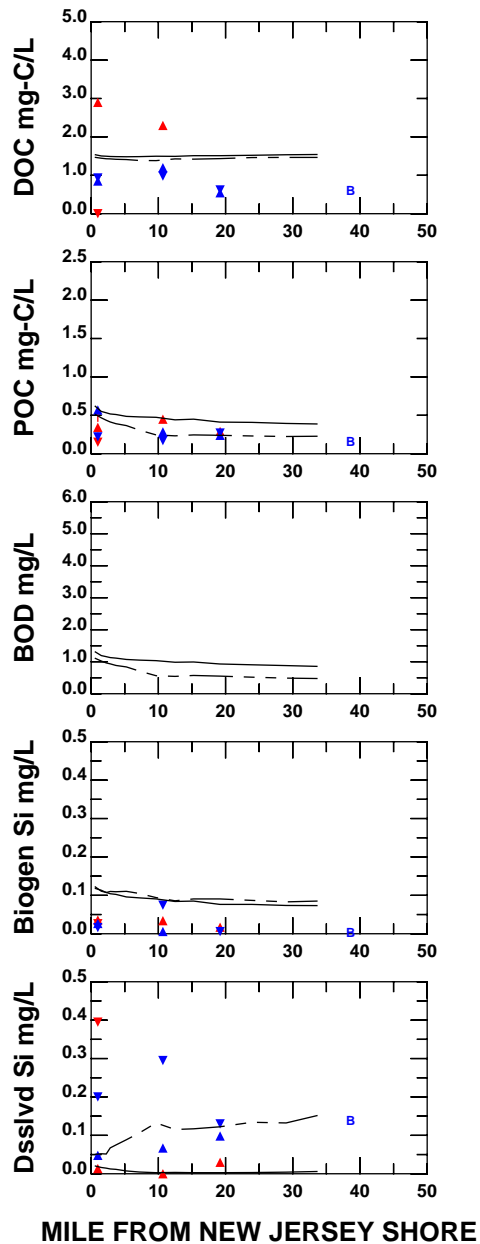 DOC mg-C/L
5.0
4.0
3.0
2.0
1.0
0.0
B
0 10 20 30 40 50
POC mg-C/L
2.5
2.0
1.5
1.0
0.5
0.0
B
0 10 20 30 40 50
BOD mg/L
6.0
5.0
4.0
3.0
2.0
1.0
0.0
0 10 20 30 40 50
Biogen Si mg/L
0.5
0.4
0.3
0.2
0.1
0.0
B
0 10 20 30 40 50
Dsslvd Si mg/L
0.5
0.4
0.3
0.2
0.1
0.0
B
0 10 20 30 40 50
MILE FROM NEW JERSEY SHORE